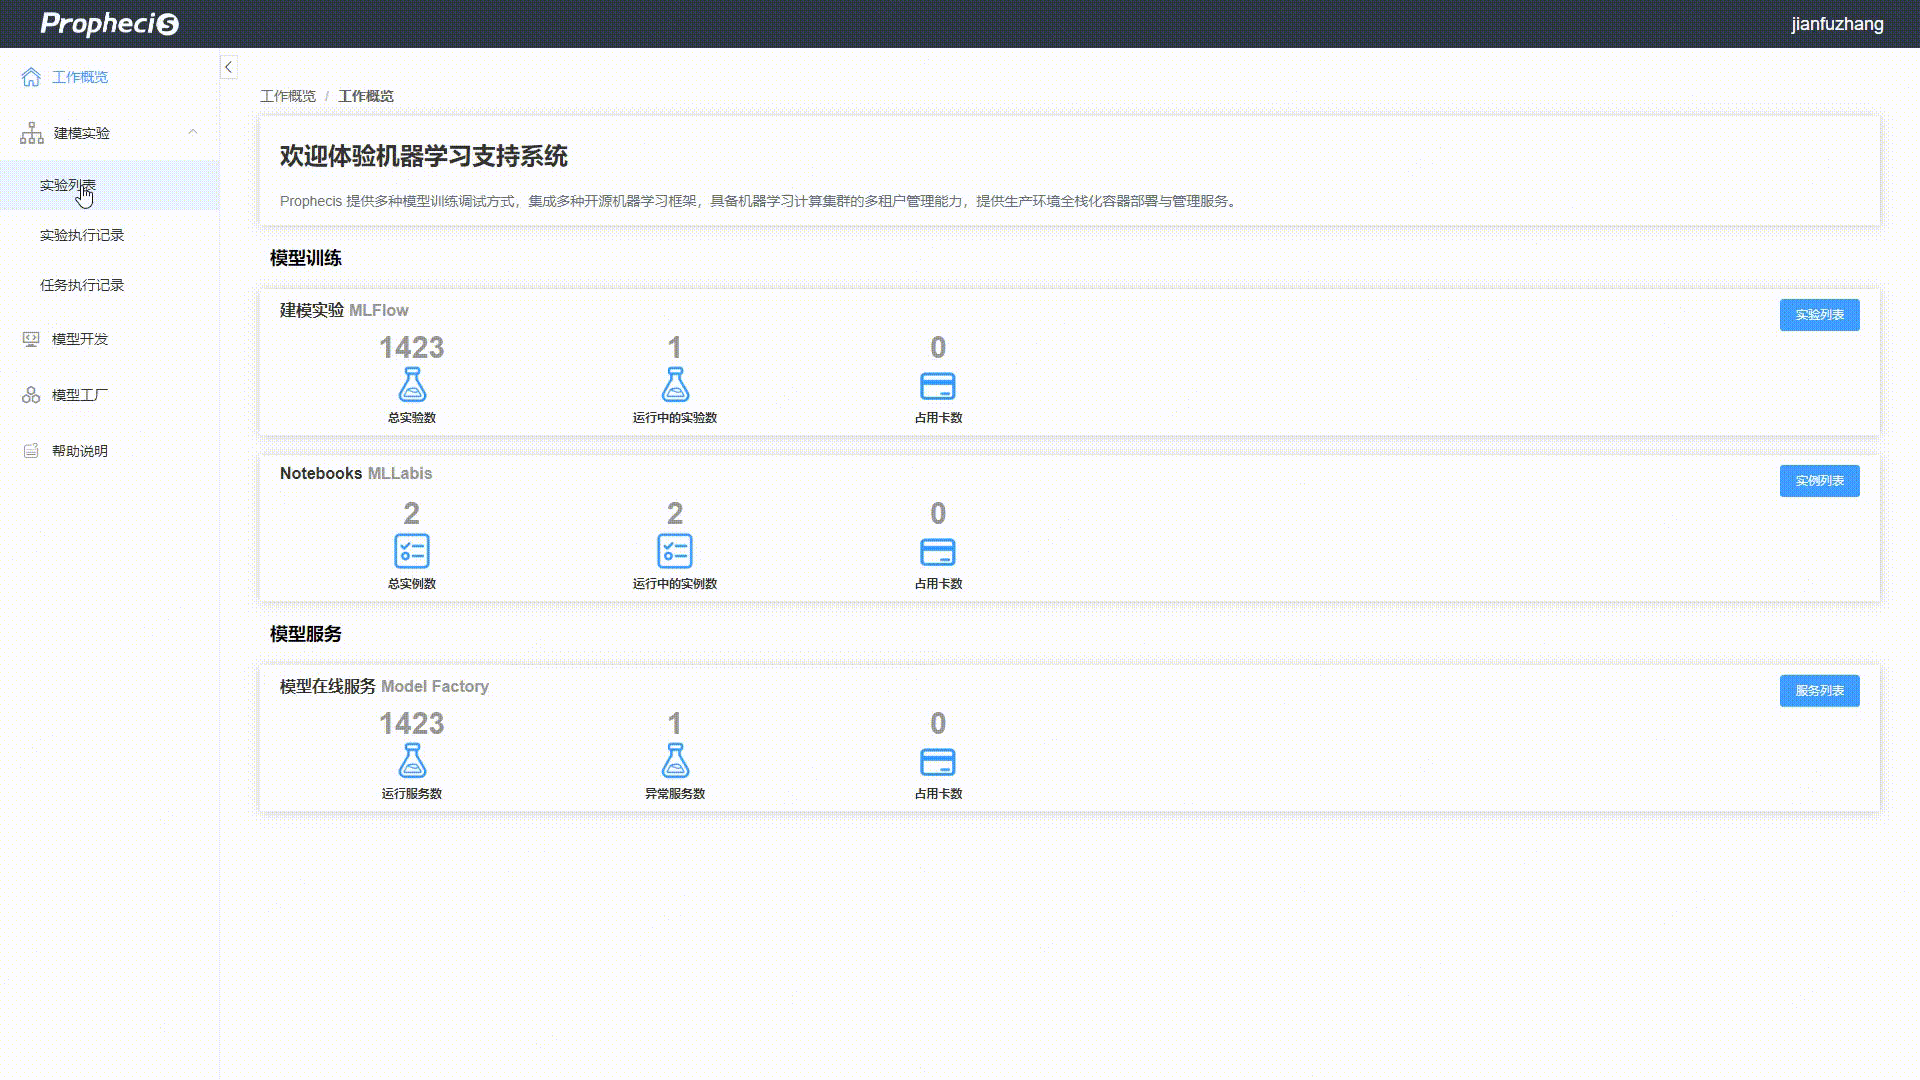 Prophecis
jianfuzhang
工作概览
建模实验
实验列表
实验执行记录
任务执行记录
模型开发
模型工厂
帮助说明
工作概览 / 工作概览
欢迎体验机器学习支持系统
Prophecis 提供多种模型训练调试方式，集成多种开源机器学习框架，具备机器学习计算集群的多租户管理能力，提供生产环境全栈化容器部署与管理服务。
模型训练
建模实验 MLFlow
实验列表
1423 1 0
总实验数 运行中的实验数 占用卡数
Notebooks MLLabis
实例列表
2 2 0
总实例数 运行中的实例数 占用卡数
模型服务
模型在线服务 Model Factory
服务列表
1423 1 0
运行服务数 异常服务数 占用卡数